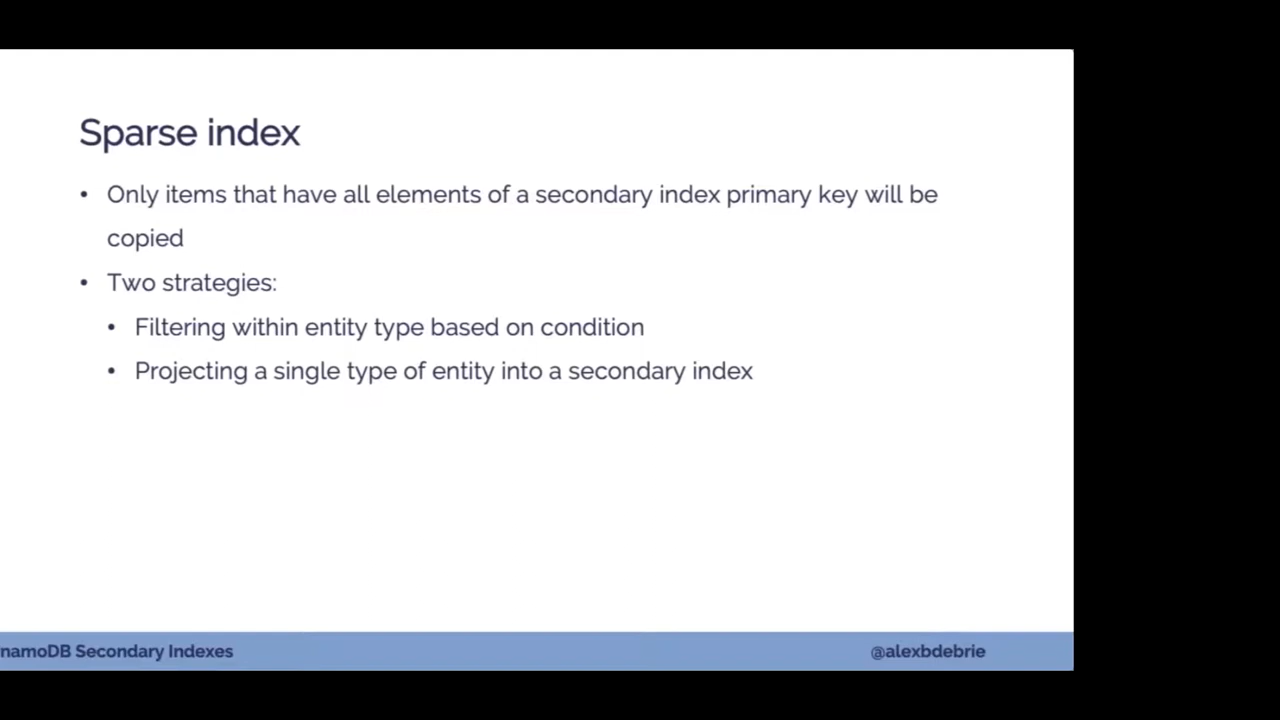 Sparse index
• Only items that have all elements of a secondary index primary key will be
copied
• Two strategies:
• Filtering within entity type based on condition
• Projecting a single type of entity into a secondary index
namoDB Secondary Indexes
@alexbdebrie